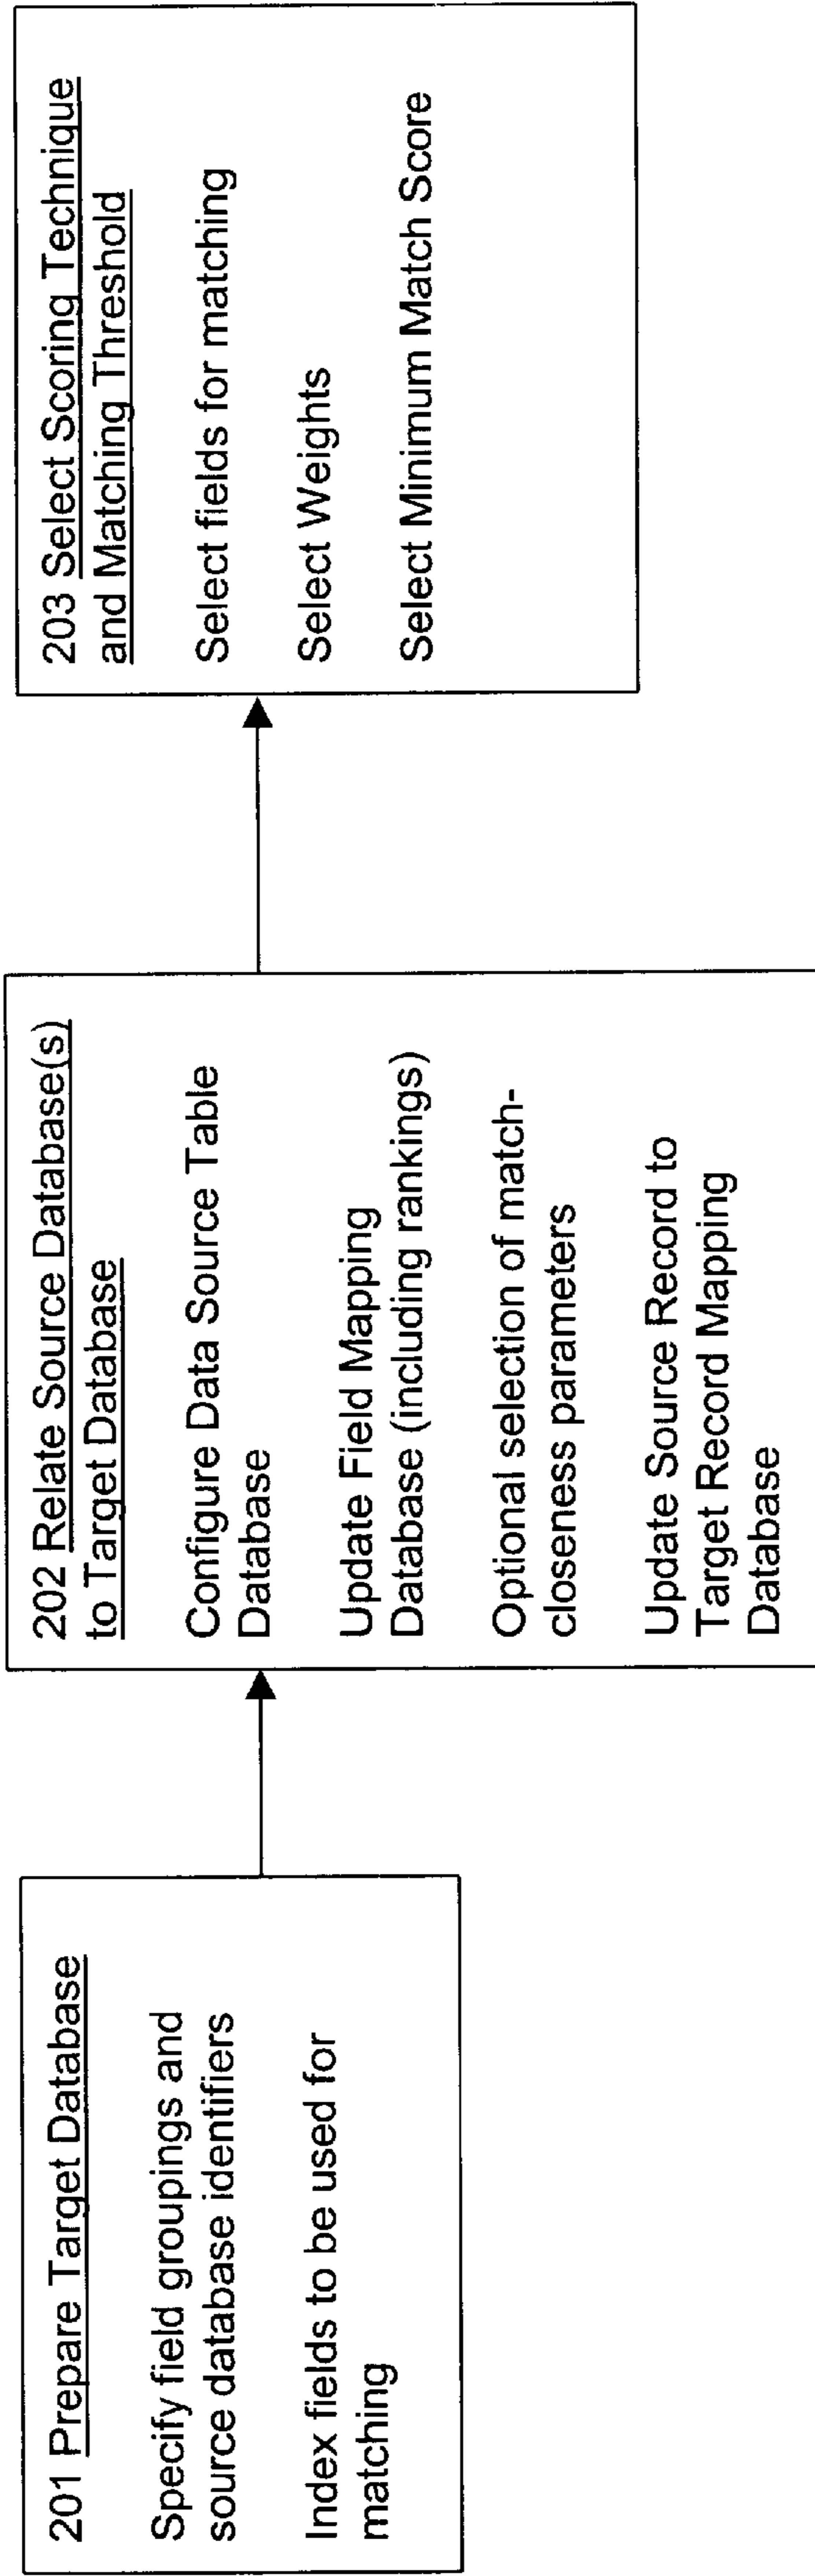 201 Prepare Target Database
Specify field groupings and
source database identifiers
Index fields to be used for
matching
202 Relate Source Database(s)
to Target Database
Configure Data Source Table
Database
Update Field Mapping
Database (including rankings)
Optional selection of match-
closeness parameters
Update Source Record to
Target Record Mapping
Database
203 Select Scoring Technique
and Matching Threshold
Select fields for matching
Select Weights
Select Minimum Match Score